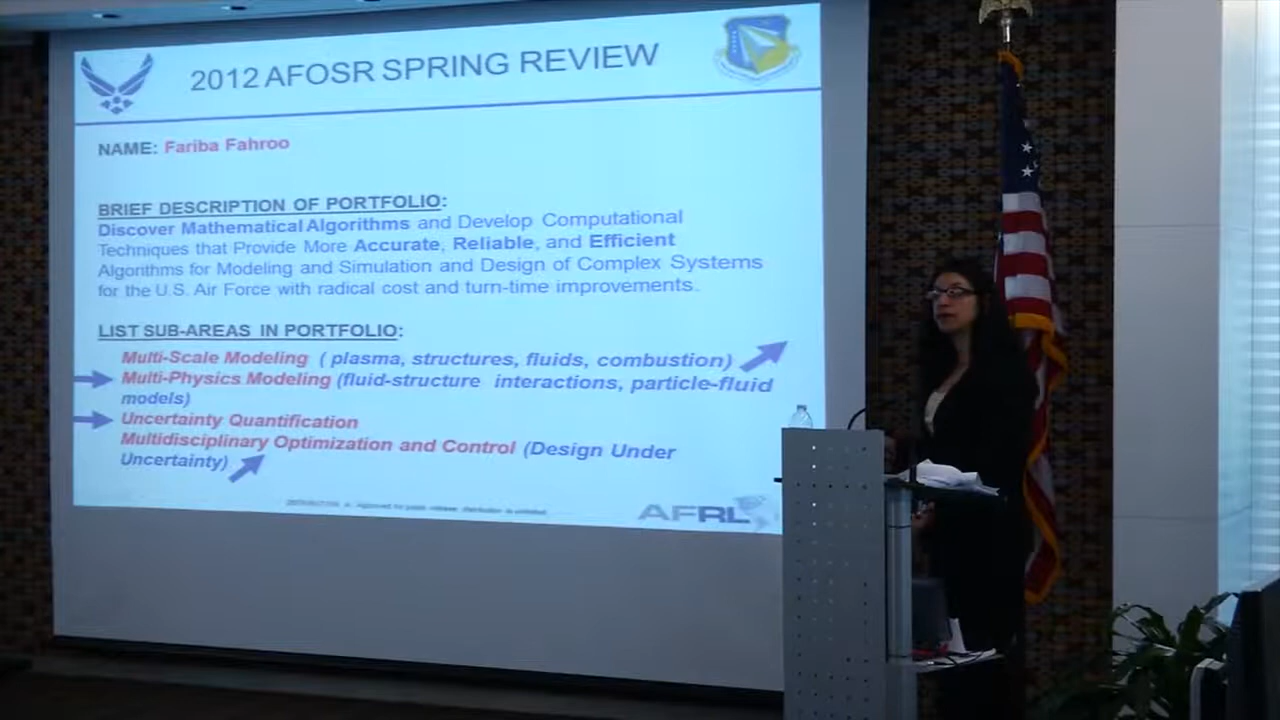 2012 AFOSR SPRING REVIEW
NAME: Fariba Fahroo
BRIEF DESCRIPTION OF PORTFOLIO:
Discover Mathematical Algorithms and Develop Computational
Techniques that Provide More Accurate, Reliable, and Efficient
Algorithms for Modeling and Simulation and Design of Complex Systems
for the U.S. Air Force with radical cost and turn-time improvements.
LIST SUB-AREAS IN PORTFOLIO:
Multi-Scale Modeling ( plasma, structures, fluids, combustion)
Multi-Physics Modeling (fluid-structure interactions, particle-fluid
models)
Uncertainty Quantification
Multidisciplinary Optimization and Control (Design Under
Uncertainty)
AFRL